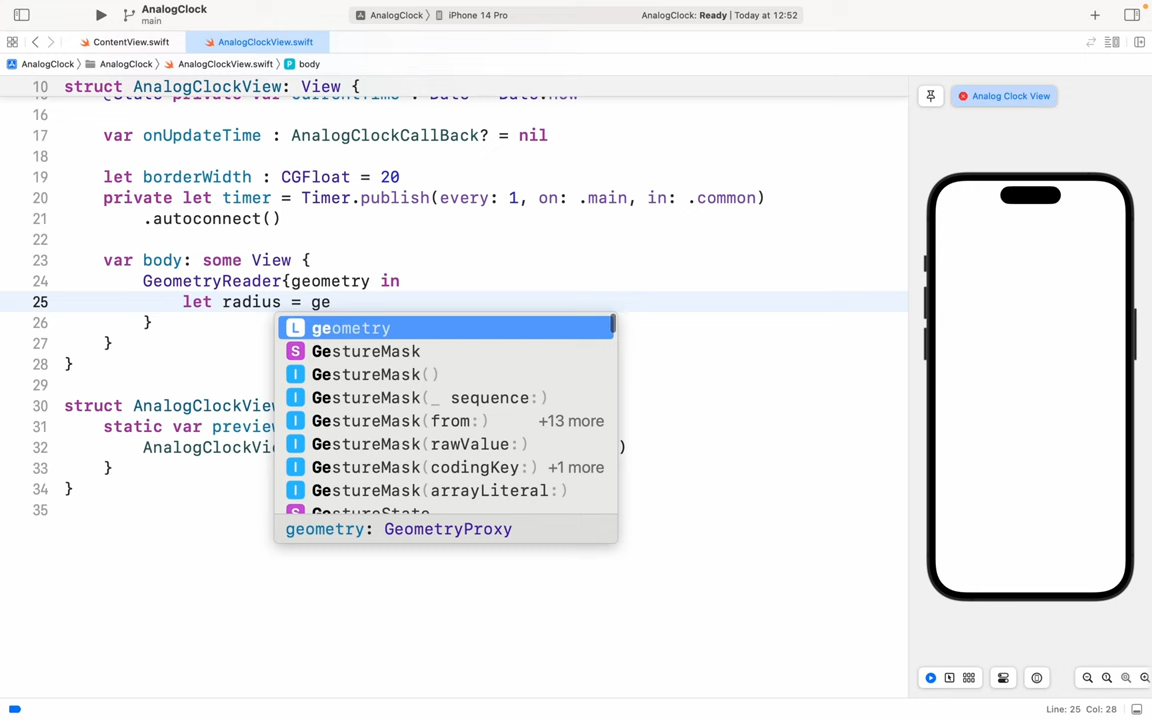 AnalogClock
main
AnalogClock
iPhone 14 Pro
AnalogClock: Ready | Today at 12:52
ContentView.swift
AnalogClockView.swift
AnalogClock
AnalogClock
AnalogClockView.swift
P
body
10 struct AnalogClockView: View {
16
17 var onUpdateTime : AnalogClockCallBack? = nil
18
19 let borderWidth : CGFloat = 20
20 private let timer = Timer.publish(every: 1, on: .main, in: .common)
21 .autoconnect()
22
23 var body: some View {
24 GeometryReader{geometry in
25 let radius = ge
26 }
27 }
28 }
29
30 struct AnalogClockView
31 static var preview
32 AnalogClockVi )
33 }
34 }
35
L geometry
S GestureMask
I GestureMask()
I GestureMask(_ sequence:)
I GestureMask(from:) +13 more
I GestureMask(rawValue:)
I GestureMask(codingKey:) +1 more
I GestureMask(arrayLiteral:)
S GestureState
geometry: GeometryProxy
Analog Clock View
Line: 25 Col: 28